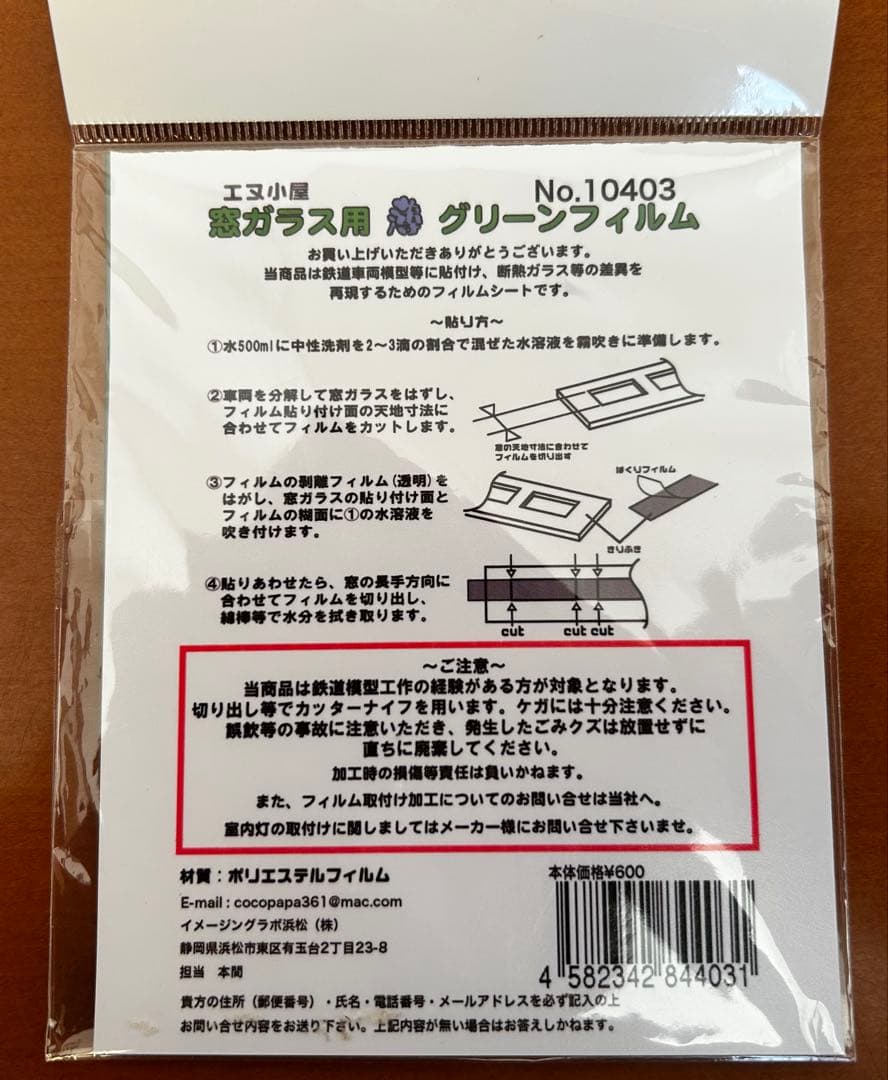 エヌ小屋 No.10403
窓ガラス用 薄 グリーンフィルム
お買い上げいただきありがとうございます。
当商品は鉄道車両模型等に貼付け、断熱ガラス等の差異を
再現するためのフィルムシートです。
～貼り方～
①水500mlに中性洗剤を2～3滴の割合で混ぜた水溶液を霧吹きに準備します。
②車両を分解して窓ガラスをはずし、
フィルム貼り付け面の天地寸法に
合わせてフィルムをカットします。
窓の天地寸法に合わせて
フィルムを切り出す
③フィルムの剥離フィルム(透明)を
はがし、窓ガラスの貼り付け面と
フィルムの糊面に①の水溶液を
吹き付けます。
はくりフィルム
きりふき
④貼りあわせたら、窓の長手方向に
合わせてフィルムを切り出し、
綿棒等で水分を拭き取ります。
cut cut cut
～ご注意～
当商品は鉄道模型工作の経験がある方が対象となります。
切り出し等でカッターナイフを用います。ケガには十分注意ください。
誤飲等の事故に注意いただき、発生したごみクズは放置せずに
直ちに廃棄してください。
加工時の損傷等責任は負いかねます。
また、フィルム取付け加工についてのお問い合せは当社へ。
室内灯の取付けに関しましてはメーカー様にお問い合せ下さいませ。
材質：ポリエステルフィルム
本体価格¥600
E-mail : cocopapa361@mac.com
イメージングラボ浜松（株）
静岡県浜松市東区有玉台2丁目23-8
担当 本間
4 582342 844031
貴方の住所（郵便番号）・氏名・電話番号・メールアドレスを必ず記入の上
お問い合せ内容をお送り下さい。上記内容が無い場合はお答えしかねます。